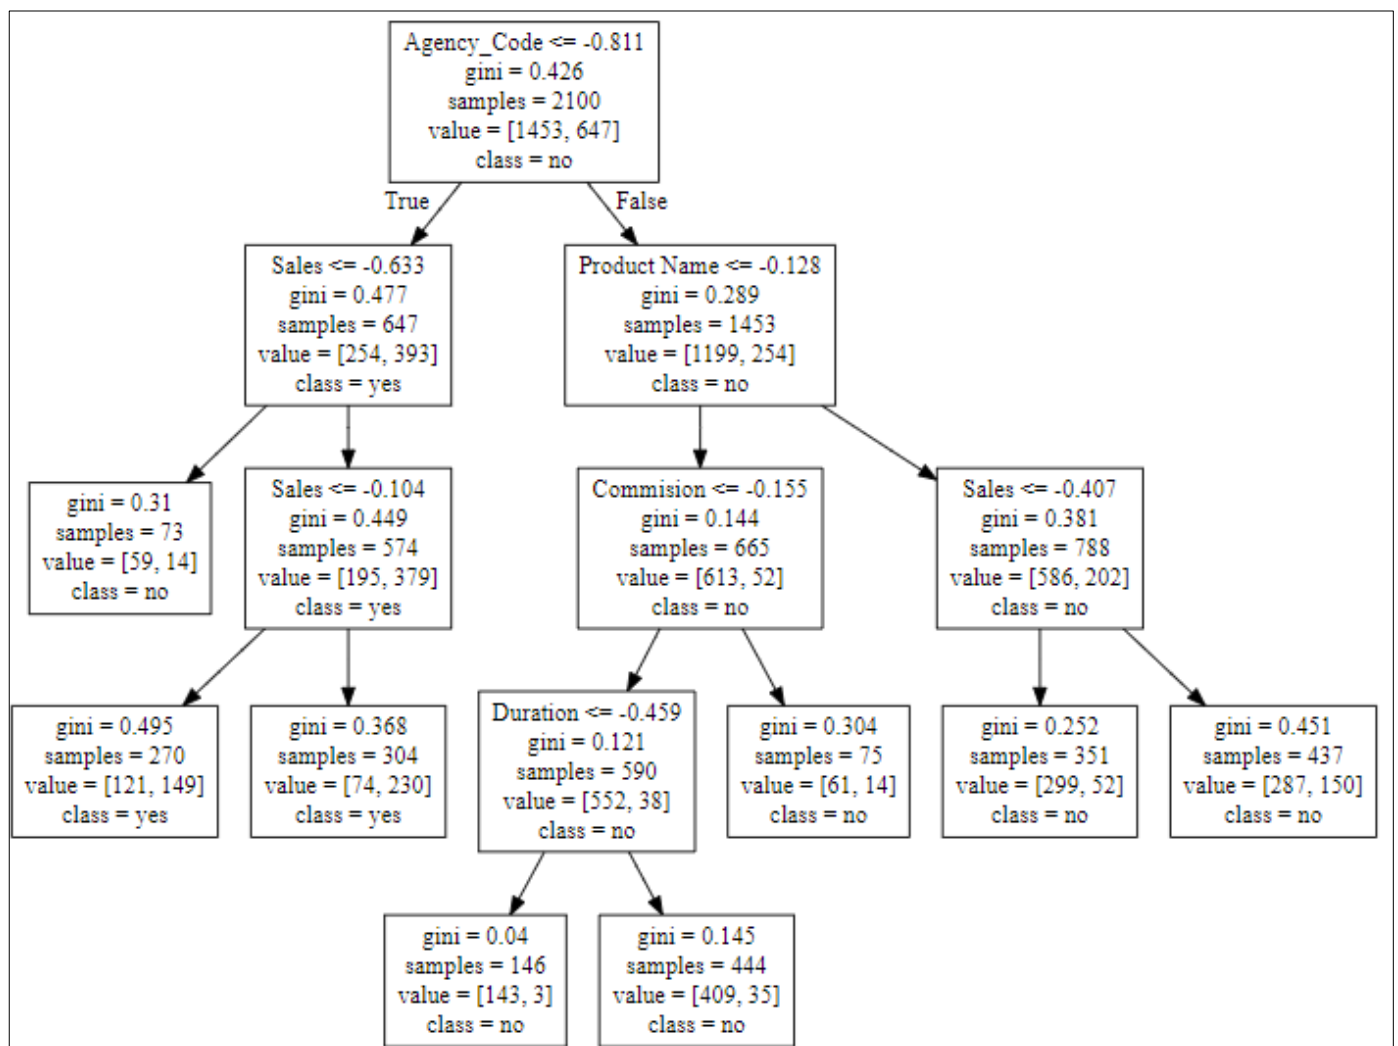 Agency_Code <= -0.811
gini = 0.426
samples = 2100
value = [1453, 647]
class = no
True
False
Sales <= -0.633
gini = 0.477
samples = 647
value = [254, 393]
class = yes
Product Name <= -0.128
gini = 0.289
samples = 1453
value = [1199, 254]
class = no
gini = 0.31
samples = 73
value = [59, 14]
class = no
Sales <= -0.104
gini = 0.449
samples = 574
value = [195, 379]
class = yes
Commision <= -0.155
gini = 0.144
samples = 665
value = [613, 52]
class = no
Sales <= -0.407
gini = 0.381
samples = 788
value = [586, 202]
class = no
gini = 0.495
samples = 270
value = [121, 149]
class = yes
gini = 0.368
samples = 304
value = [74, 230]
class = yes
Duration <= -0.459
gini = 0.121
samples = 590
value = [552, 38]
class = no
gini = 0.304
samples = 75
value = [61, 14]
class = no
gini = 0.252
samples = 351
value = [299, 52]
class = no
gini = 0.451
samples = 437
value = [287, 150]
class = no
gini = 0.04
samples = 146
value = [143, 3]
class = no
gini = 0.145
samples = 444
value = [409, 35]
class = no